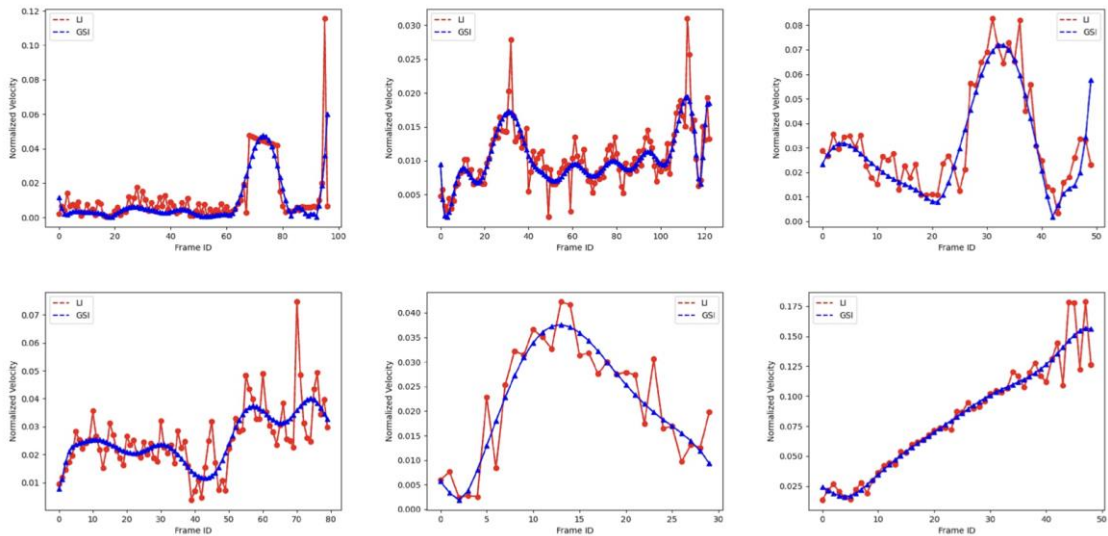 LI
GSI
Normalized Velocity
0.12
0.10
0.08
0.06
0.04
0.02
0.00
0 20 40 60 80 100
Frame ID
LI
GSI
Normalized Velocity
0.030
0.025
0.020
0.015
0.010
0.005
0 20 40 60 80 100 120
Frame ID
LI
GSI
Normalized Velocity
0.08
0.07
0.06
0.05
0.04
0.03
0.02
0.01
0.00
0 10 20 30 40 50
Frame ID
LI
GSI
Normalized Velocity
0.07
0.06
0.05
0.04
0.03
0.02
0.01
0 10 20 30 40 50 60 70 80
Frame ID
LI
GSI
Normalized Velocity
0.040
0.035
0.030
0.025
0.020
0.015
0.010
0.005
0.000
0 5 10 15 20 25 30
Frame ID
LI
GSI
Normalized Velocity
0.175
0.150
0.125
0.100
0.075
0.050
0.025
0 10 20 30 40 50
Frame ID